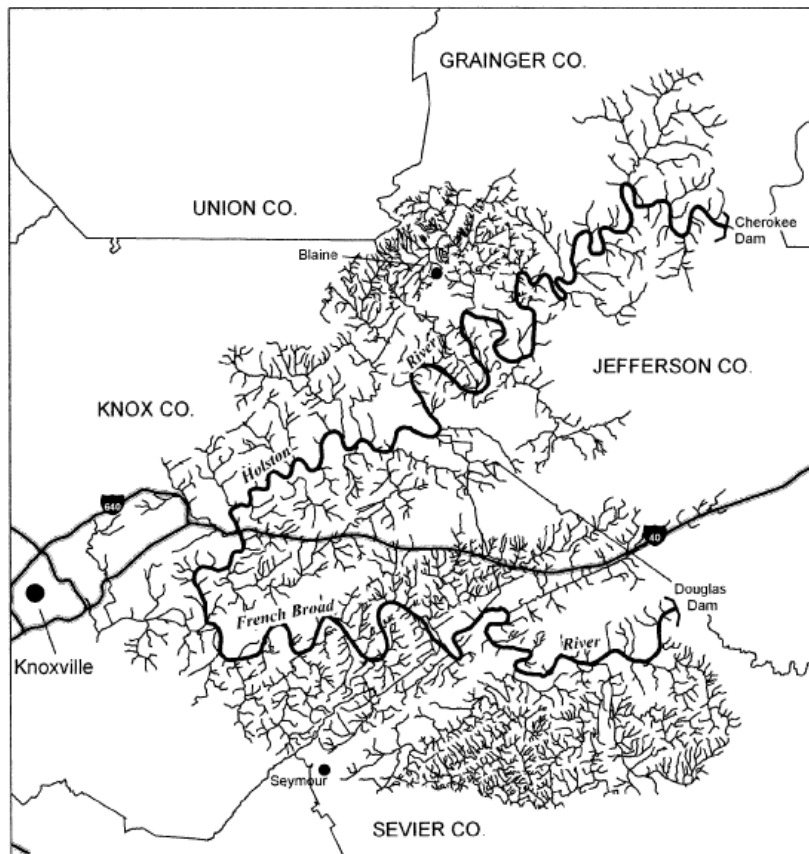 GRAINGER CO.
UNION CO.
Cherokee
Dam
Blaine
River
JEFFERSON CO.
KNOX CO.
Holston
640
40
Douglas
Dam
French Broad
River
Knoxville
Seymour
SEVIER CO.